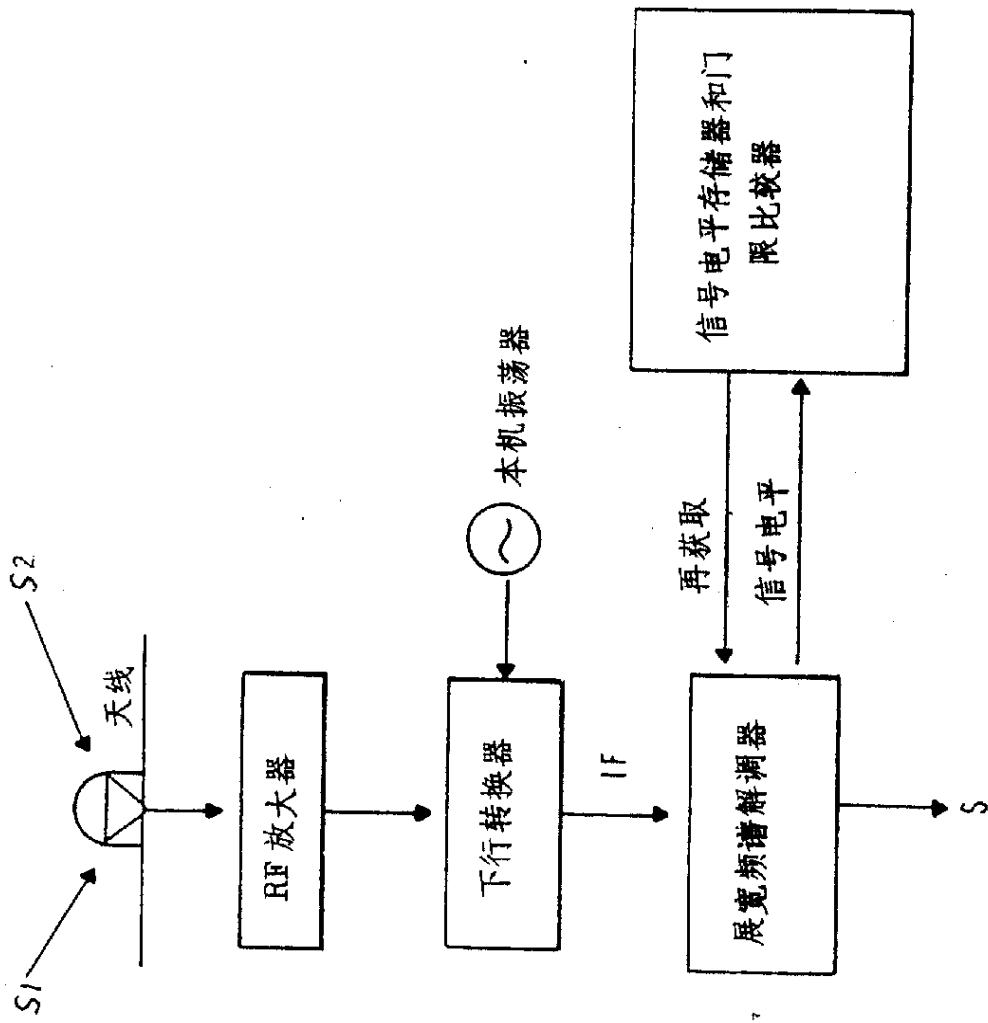 S1
S2
天线
RF 放大器
下行转换器
本机振荡器
IF
展宽频谱解调器
再获取
信号电平
信号电平存储器和门
限比较器
S